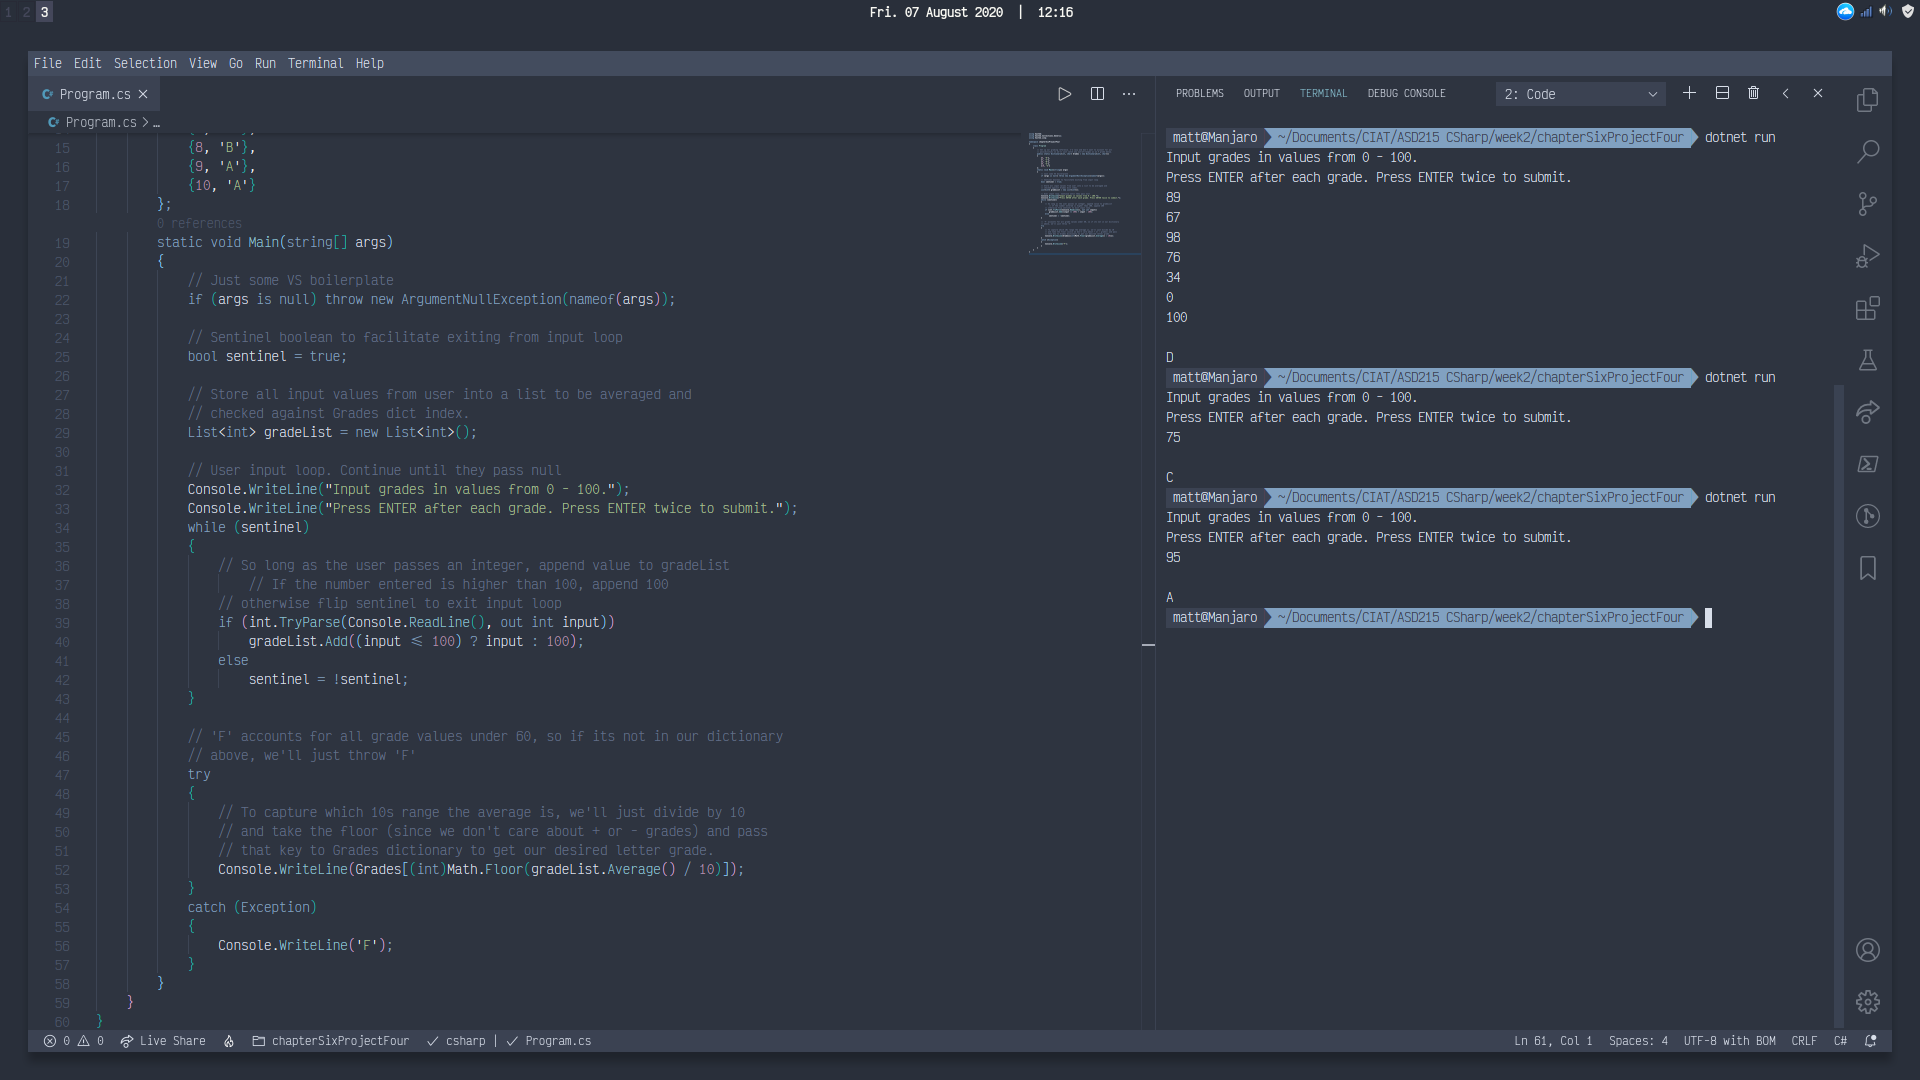 1 2 3
Fri. 07 August 2020 | 12:16
File Edit Selection View Go Run Terminal Help
Program.cs
Program.cs > …
15 {8, 'B'},
16 {9, 'A'},
17 {10, 'A'}
18 };
0 references
19 static void Main(string[] args)
20 {
21 // Just some VS boilerplate
22 if (args is null) throw new ArgumentNullException(nameof(args));
23
24 // Sentinel boolean to facilitate exiting from input loop
25 bool sentinel = true;
26
27 // Store all input values from user into a list to be averaged and
28 // checked against Grades dict index.
29 List<int> gradeList = new List<int>();
30
31 // User input loop. Continue until they pass null
32 Console.WriteLine("Input grades in values from 0 - 100.");
33 Console.WriteLine("Press ENTER after each grade. Press ENTER twice to submit.");
34 while (sentinel)
35 {
36 // So long as the user passes an integer, append value to gradeList
37 // If the number entered is higher than 100, append 100
38 // otherwise flip sentinel to exit input loop
39 if (int.TryParse(Console.ReadLine(), out int input))
40 gradeList.Add((input <= 100) ? input : 100);
41 else
42 sentinel = !sentinel;
43 }
44
45 // 'F' accounts for all grade values under 60, so if its not in our dictionary
46 // above, we'll just throw 'F'
47 try
48 {
49 // To capture which 10s range the average is, we'll just divide by 10
50 // and take the floor (since we don't care about + or - grades) and pass
51 // that key to Grades dictionary to get our desired letter grade.
52 Console.WriteLine(Grades[(int)Math.Floor(gradeList.Average() / 10)]);
53 }
54 catch (Exception)
55 {
56 Console.WriteLine('F');
57 }
58 }
59 }
60 }
PROBLEMS OUTPUT TERMINAL DEBUG CONSOLE 2: Code
matt@Manjaro ~/Documents/CIAT/ASD215 CSharp/week2/chapterSixProjectFour dotnet run
Input grades in values from 0 - 100.
Press ENTER after each grade. Press ENTER twice to submit.
89
67
98
76
34
0
100
D
matt@Manjaro ~/Documents/CIAT/ASD215 CSharp/week2/chapterSixProjectFour dotnet run
Input grades in values from 0 - 100.
Press ENTER after each grade. Press ENTER twice to submit.
75
C
matt@Manjaro ~/Documents/CIAT/ASD215 CSharp/week2/chapterSixProjectFour dotnet run
Input grades in values from 0 - 100.
Press ENTER after each grade. Press ENTER twice to submit.
95
A
matt@Manjaro ~/Documents/CIAT/ASD215 CSharp/week2/chapterSixProjectFour
0 0 Live Share chapterSixProjectFour csharp | Program.cs
Ln 61, Col 1 Spaces: 4 UTF-8 with BOM CRLF C#